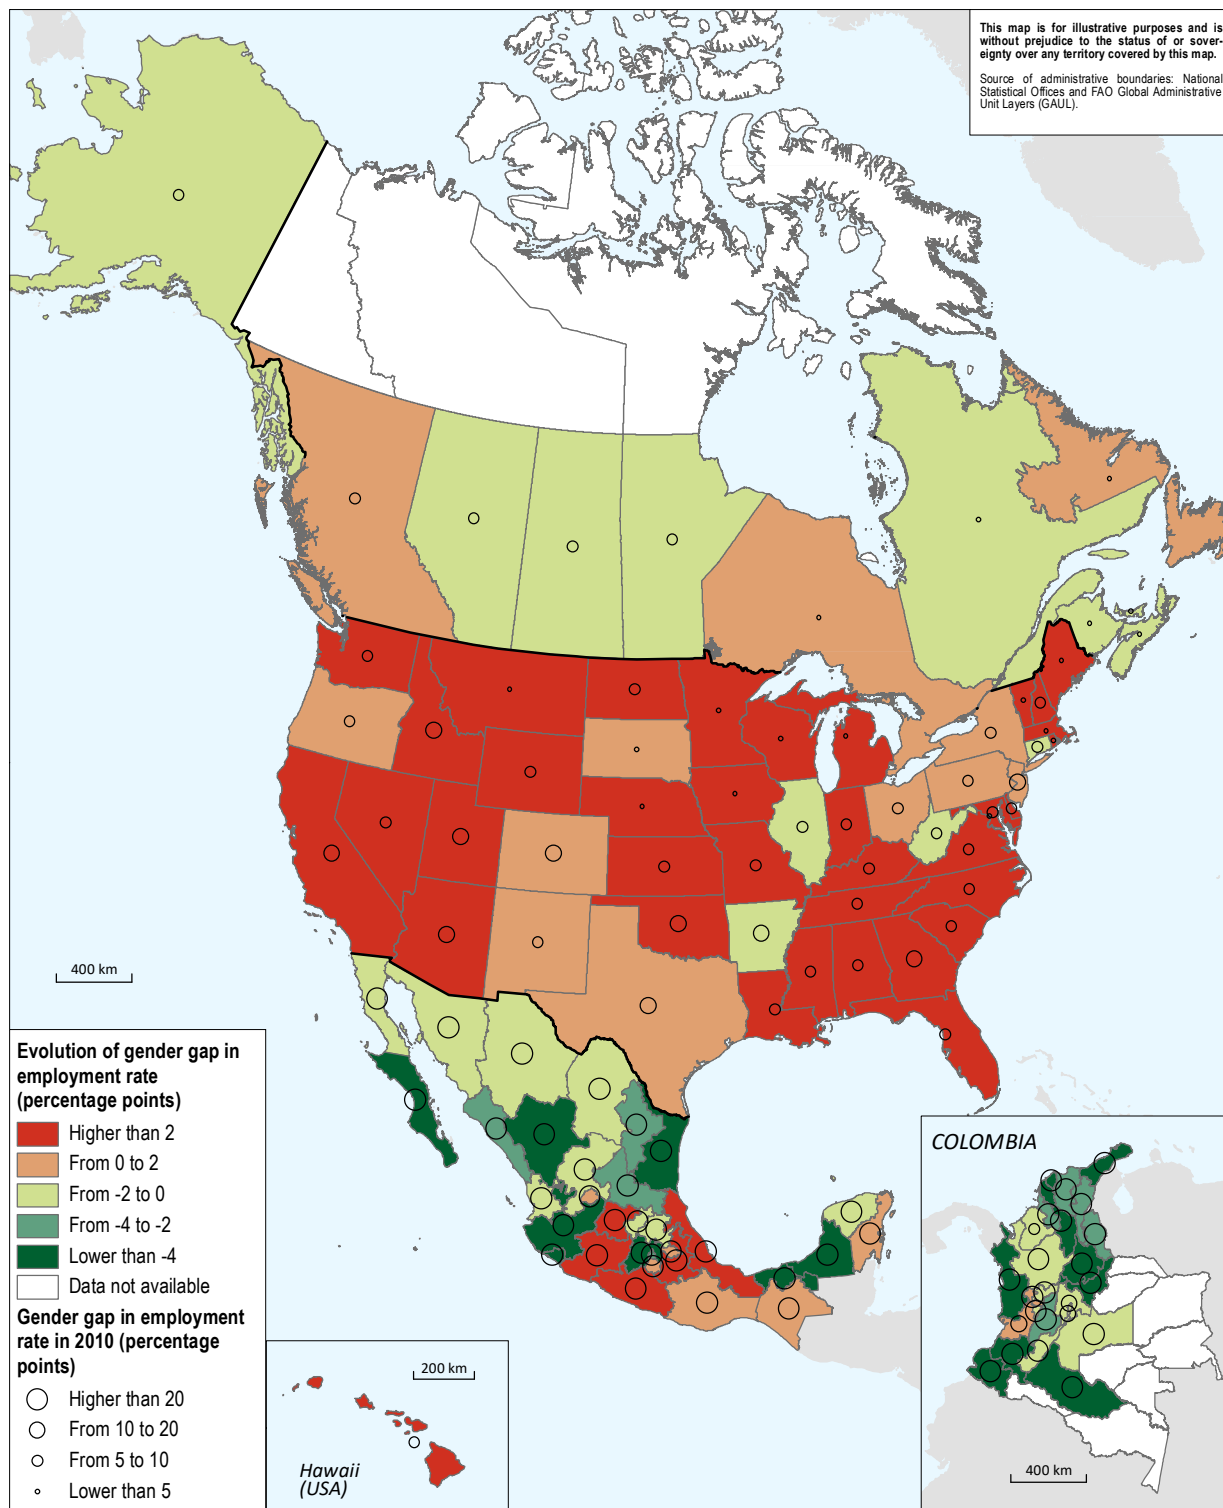 This map is for illustrative purposes and is
without prejudice to the status of or sover-
eignty over any territory covered by this map.
Source of administrative boundaries: National
Statistical Offices and FAO Global Administrative
Unit Layers (GAUL).
400 km
Evolution of gender gap in
employment rate
(percentage points)
Higher than 2
From 0 to 2
From -2 to 0
From -4 to -2
Lower than -4
Data not available
Gender gap in employment
rate in 2010 (percentage
points)
Higher than 20
From 10 to 20
From 5 to 10
Lower than 5
200 km
Hawaii
(USA)
COLOMBIA
400 km